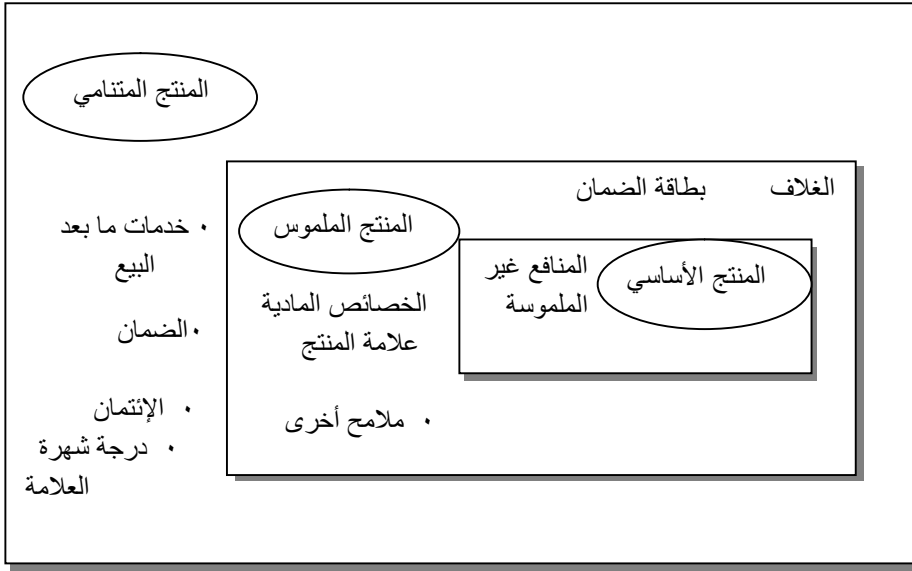 المنتج المتنامي
الغلاف
بطاقة الضمان
المنتج الملموس
المنتج الأساسي
المنافع غير
الملموسة
الخصائص المادية
علامة المنتج
• ملامح أخرى
• خدمات ما بعد
البيع
•الضمان
• الإئتمان
• درجة شهرة
العلامة